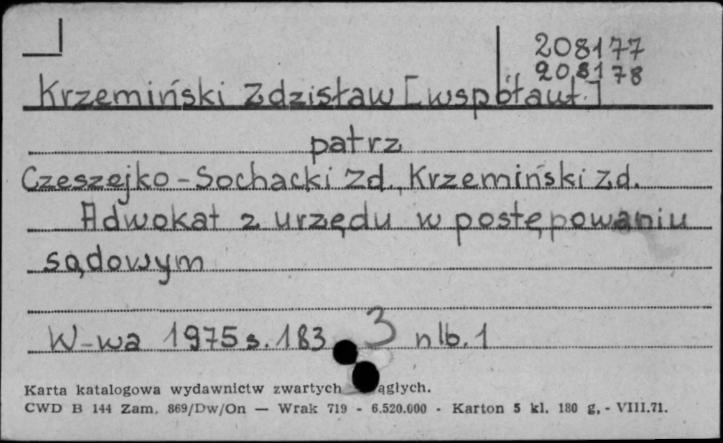 208177
208178
Krzemiński Zdzisław [współaut.]
patrz
Czeszejko-Sochacki Zd., Krzemiński Zd.
Adwokat z urzędu w postępowaniu
sądowym
W-wa 1975 s. 183 3 nlb. 1
Karta katalogowa wydawnictw zwartych
CWD B 144 Zam. 869/Dw/On — Wrak 719 - 6.520.000 - Karton 5 kl. 180 g. - VIII.71.